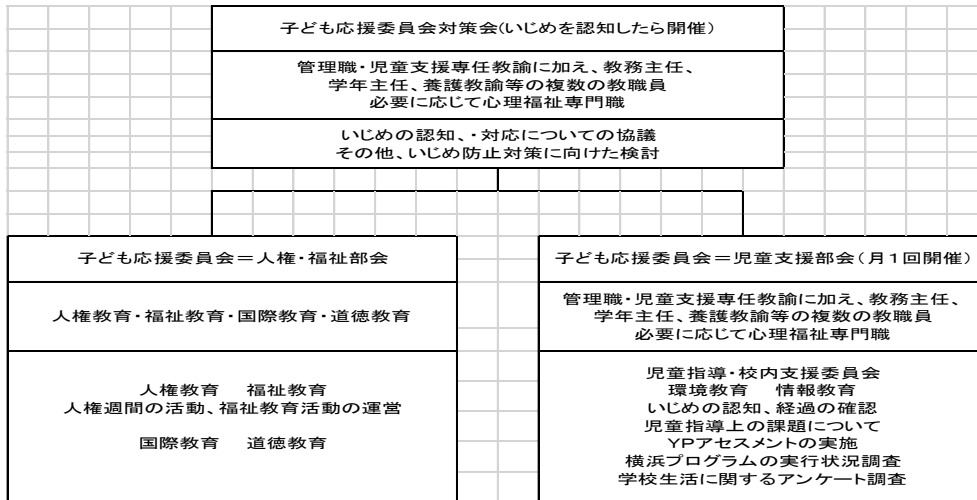 子ども応援委員会対策会(いじめを認知したら開催)
管理職・児童支援専任教諭に加え、教務主任、
学年主任、養護教諭等の複数の教職員
必要に応じて心理福祉専門職
いじめの認知、・対応についての協議
その他、いじめ防止対策に向けた検討
子ども応援委員会＝人権・福祉部会
人権教育・福祉教育・国際教育・道徳教育
人権教育　福祉教育
人権週間の活動、福祉教育活動の運営
国際教育　道徳教育
子ども応援委員会＝児童支援部会(月１回開催)
管理職・児童支援専任教諭に加え、教務主任、
学年主任、養護教諭等の複数の教職員
必要に応じて心理福祉専門職
児童指導・校内支援委員会
環境教育　情報教育
いじめの認知、経過の確認
児童指導上の課題について
YPアセスメントの実施
横浜プログラムの実行状況調査
学校生活に関するアンケート調査